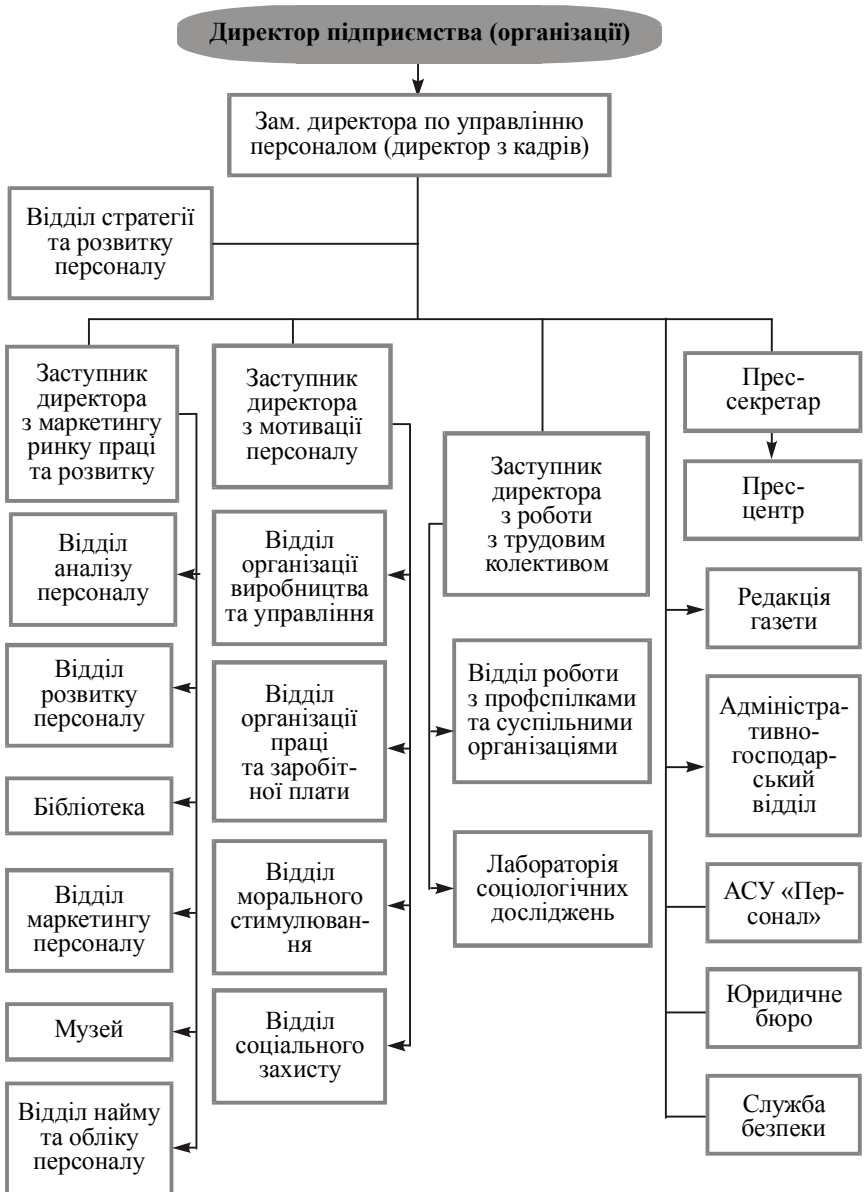 Директор підприємства (організації)
Зам. директора по управлінню
персоналом (директор з кадрів)
Відділ стратегії
та розвитку
персоналу
Заступник
директора
з маркетингу
ринку праці
та розвитку
Відділ
аналізу
персоналу
Відділ
розвитку
персоналу
Бібліотека
Відділ
маркетингу
персоналу
Музей
Відділ найму
та обліку
персоналу
Заступник
директора
з мотивації
персоналу
Відділ
організації
виробництва
та управління
Відділ
організації
праці
та заробіт-
ної плати
Відділ
морального
стимулюван-
ня
Відділ
соціального
захисту
Заступник
директора
з роботи
з трудовим
колективом
Відділ роботи
з профспілками
та суспільними
організаціями
Лабораторія
соціологічних
досліджень
Прес-
секретар
Прес-
центр
Редакція
газети
Адміністра-
тивно-
господар-
ський
відділ
АСУ «Пер-
сонал»
Юридичне
бюро
Служба
безпеки